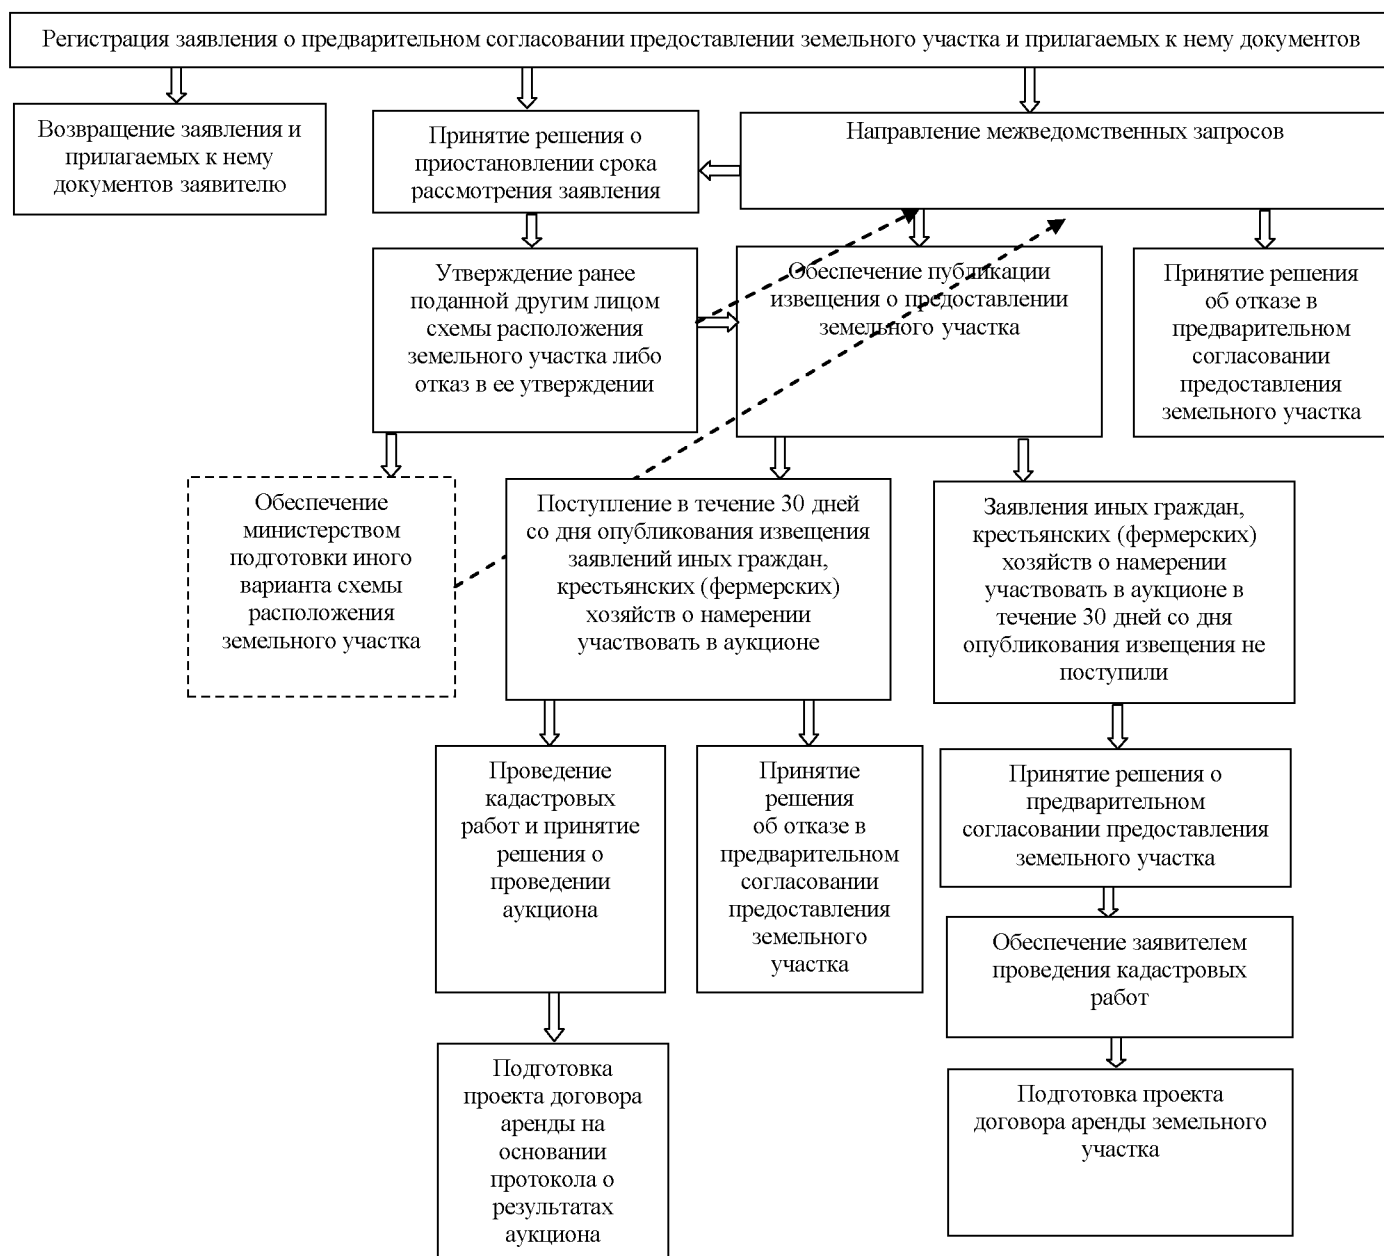 Регистрация заявления о предварительном согласовании предоставлении земельного участка и прилагаемых к нему документов
Возвращение заявления и
прилагаемых к нему
документов заявителю
Принятие решения о
приостановлении срока
рассмотрения заявления
Направление межведомственных запросов
Утверждение ранее
поданной другим лицом
схемы расположения
земельного участка либо
отказ в ее утверждении
Обеспечение публикации
извещения о предоставлении
земельного участка
Принятие решения
об отказе в
предварительном
согласовании
предоставления
земельного участка
Обеспечение
министерством
подготовки иного
варианта схемы
расположения
земельного участка
Поступление в течение 30 дней
со дня опубликования извещения
заявлений иных граждан,
крестьянских (фермерских)
хозяйств о намерении
участвовать в аукционе
Заявления иных граждан,
крестьянских (фермерских)
хозяйств о намерении
участвовать в аукционе в
течение 30 дней со дня
опубликования извещения не
поступили
Проведение
кадастровых
работ и принятие
решения о
проведении
аукциона
Принятие
решения
об отказе в
предварительном
согласовании
предоставления
земельного
участка
Принятие решения о
предварительном
согласовании предоставления
земельного участка
Обеспечение заявителем
проведения кадастровых
работ
Подготовка
проекта договора
аренды на
основании
протокола о
результатах
аукциона
Подготовка проекта
договора аренды земельного
участка